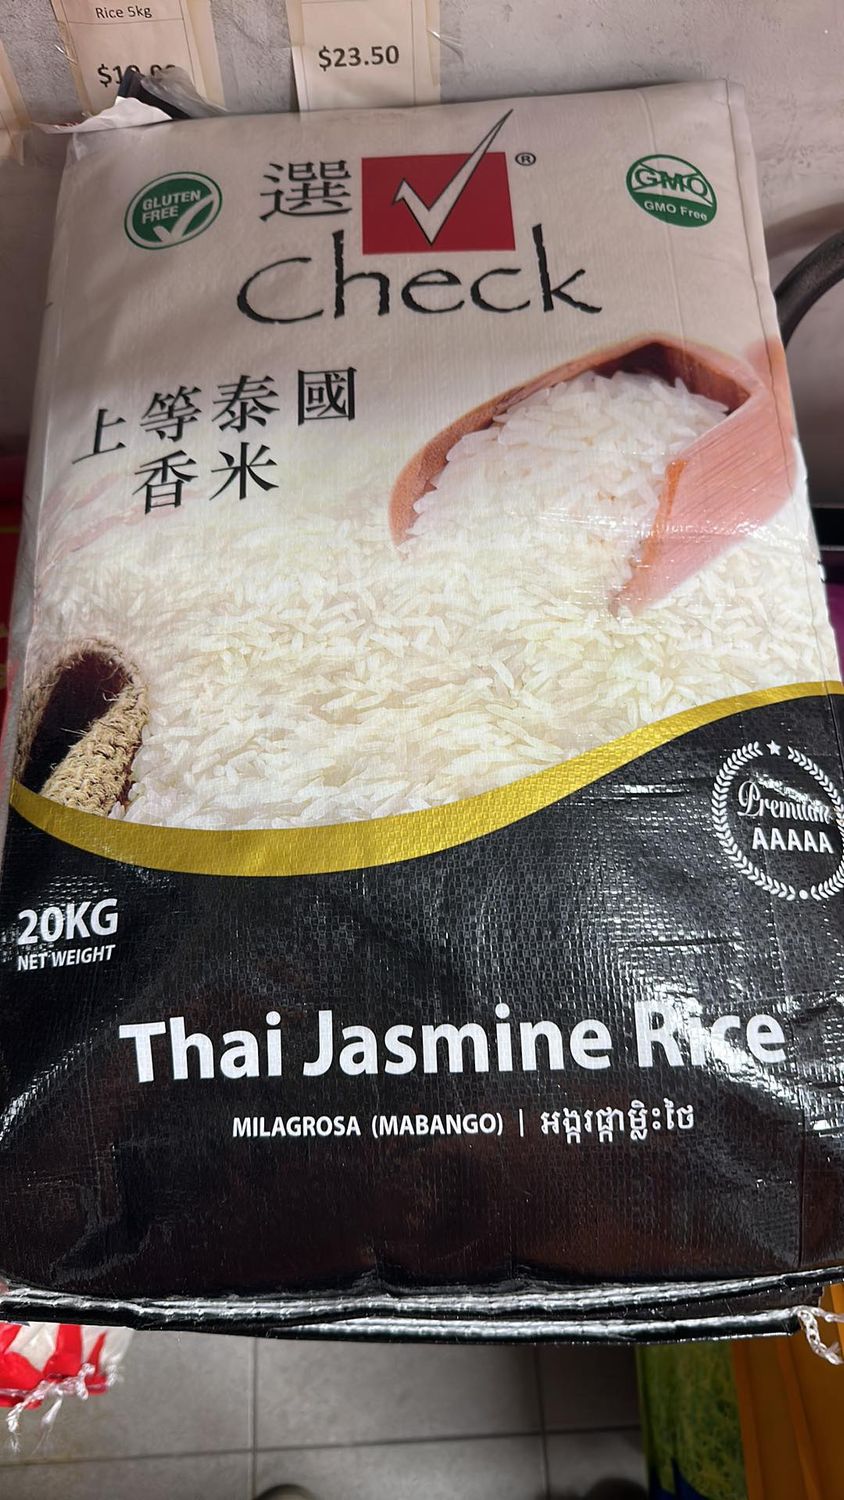 Rice 5kg
$23.50
GLUTEN
FREE
選
®
GMO
GMO Free
Check
上等泰國
香米
Premium
AAAAA
20KG
NET WEIGHT
Thai Jasmine Rice
MILAGROSA (MABANGO) | អង្ករផ្កាម្លិះថៃ